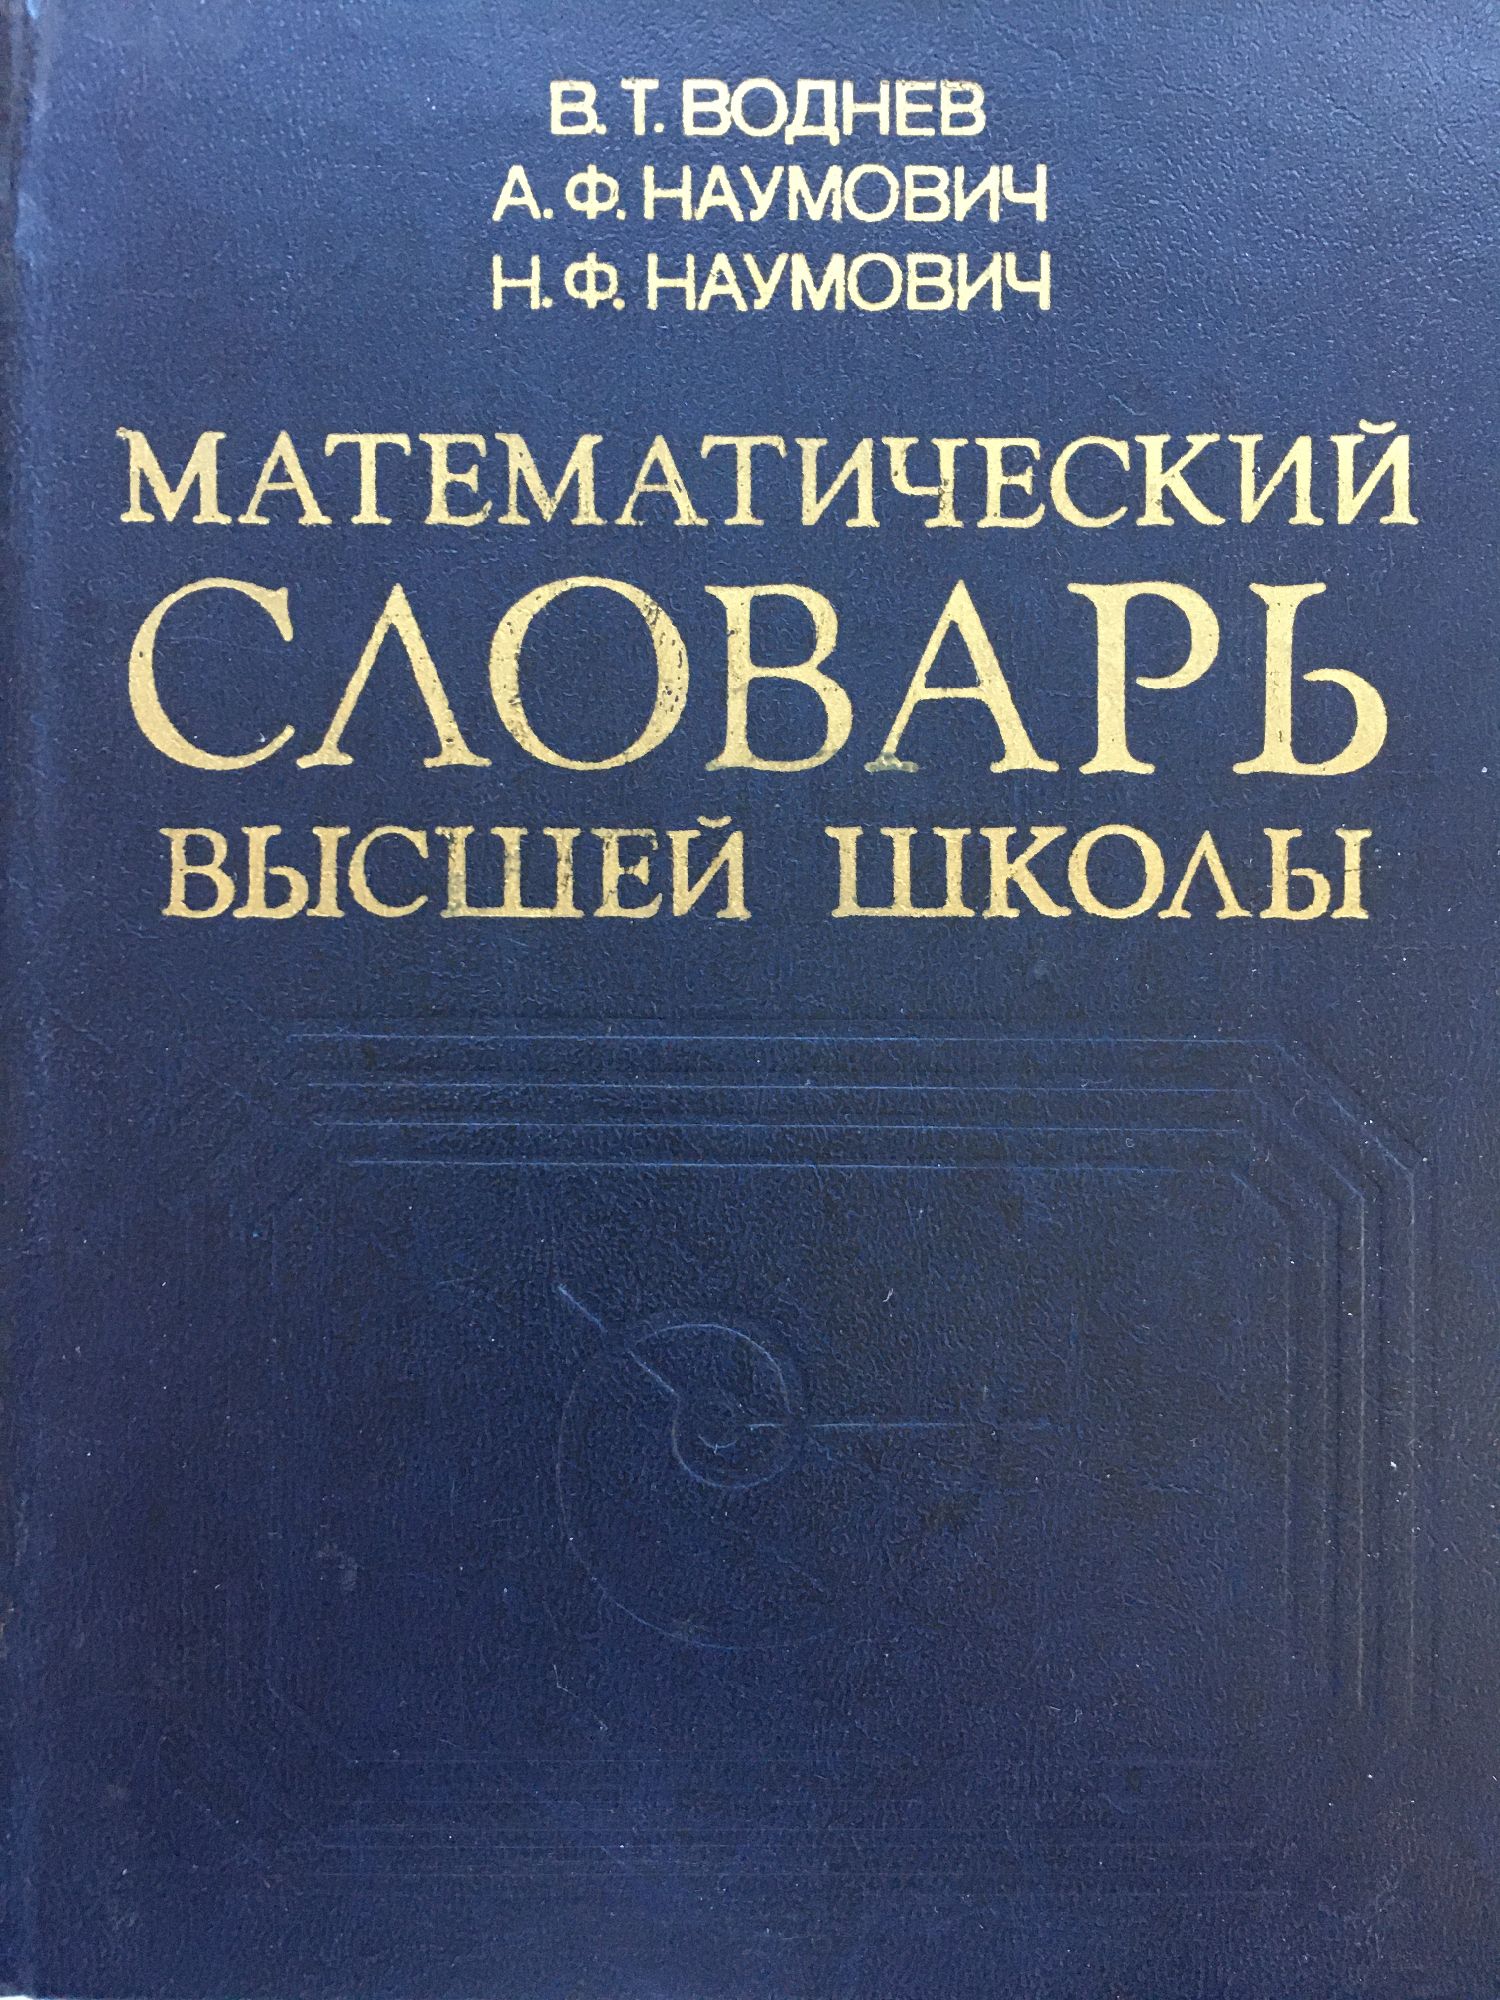 В. Т. ВОДНЕВ
А. Ф. НАУМОВИЧ
Н. Ф. НАУМОВИЧ
МАТЕМАТИЧЕСКИЙ
СЛОВАРЬ
ВЫСШЕЙ ШКОЛЫ